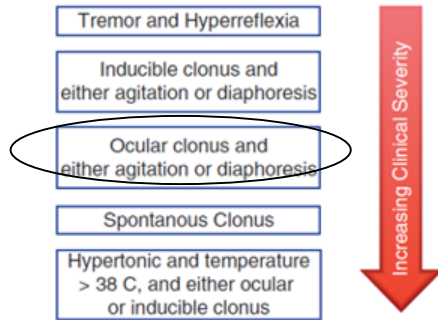 Tremor and Hyperreflexia
Inducible clonus and
either agitation or diaphoresis
Ocular clonus and
either agitation or diaphoresis
Spontanous Clonus
Hypertonic and temperature
> 38 C, and either ocular
or inducible clonus
Increasing Clinical Severity